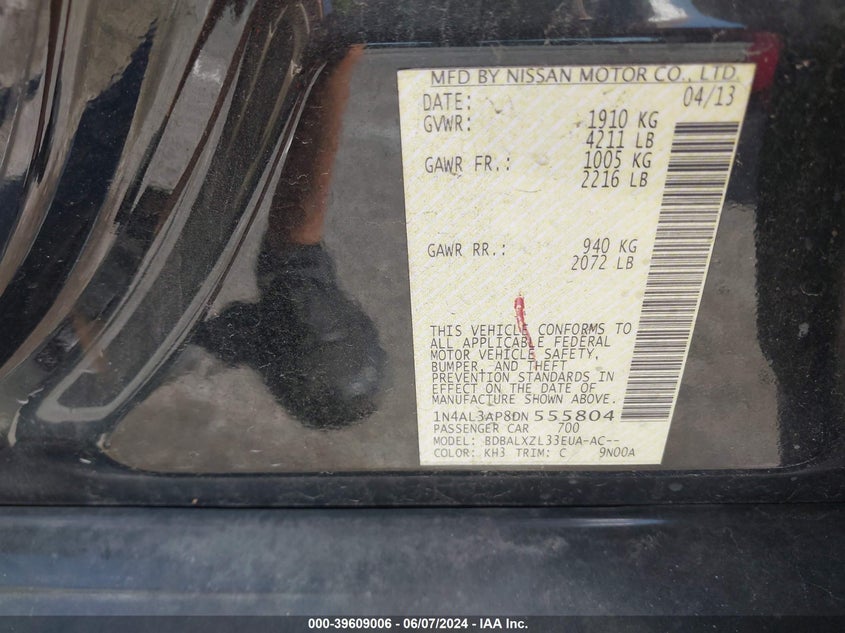 MFD BY NISSAN MOTOR CO., LTD.
DATE: 04/13
GVWR: 1910 KG
4211 LB
GAWR FR.: 1005 KG
2216 LB
GAWR RR.: 940 KG
2072 LB
THIS VEHICLE CONFORMS TO
ALL APPLICABLE FEDERAL
MOTOR VEHICLE SAFETY,
BUMPER, AND THEFT
PREVENTION STANDARDS IN
EFFECT ON THE DATE OF
MANUFACTURE SHOWN ABOVE.
1N4AL3AP8DN 555804
PASSENGER CAR 700
MODEL: BDBALXZL33EUA-AC--
COLOR: KH3 TRIM: C 9N00A
000-39609006 - 06/07/2024 - IAA Inc.